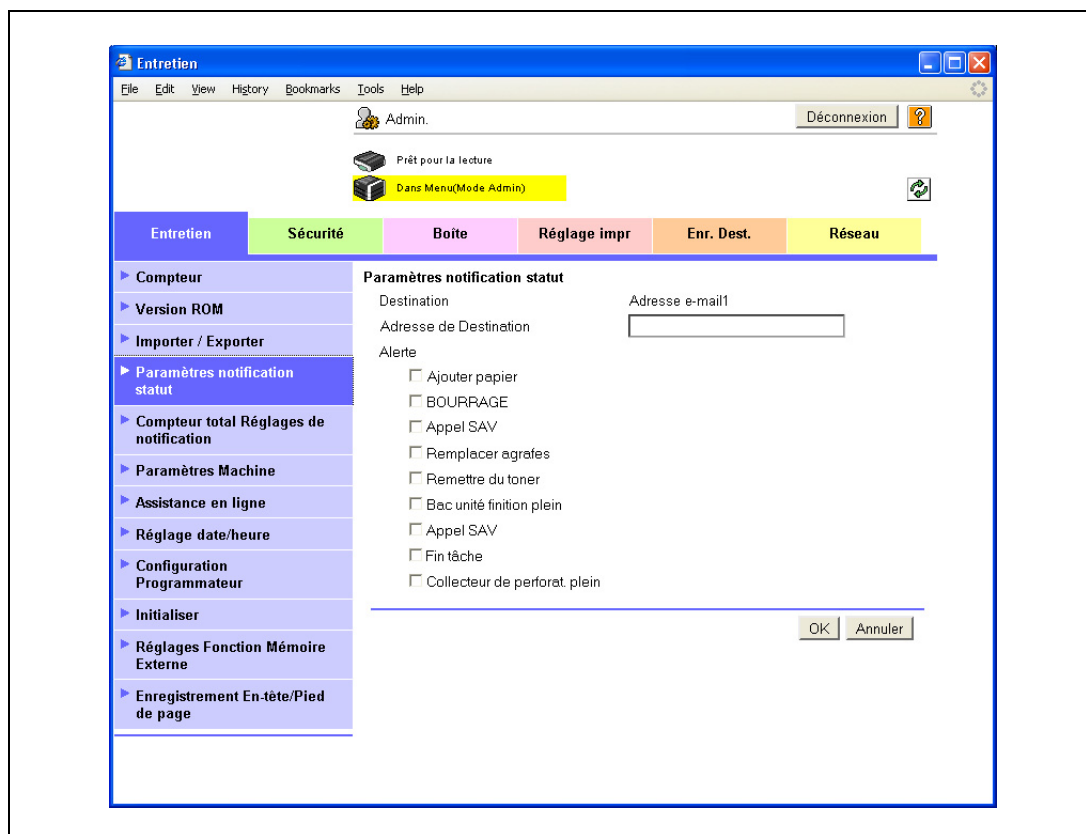 Entretien
File Edit View History Bookmarks Tools Help
Admin.
Déconnexion
?
Prêt pour la lecture
Dans Menu(Mode Admin)
Entretien
Sécurité
Boîte
Réglage impr
Enr. Dest.
Réseau
Compteur
Version ROM
Importer / Exporter
Paramètres notification
statut
Compteur total Réglages de
notification
Paramètres Machine
Assistance en ligne
Réglage date/heure
Configuration
Programmateur
Initialiser
Réglages Fonction Mémoire
Externe
Enregistrement En-tête/Pied
de page
Paramètres notification statut
Destination
Adresse e-mail1
Adresse de Destination
Alerte
Ajouter papier
BOURRAGE
Appel SAV
Remplacer agrafes
Remettre du toner
Bac unité finition plein
Appel SAV
Fin tâche
Collecteur de perforat. plein
OK
Annuler